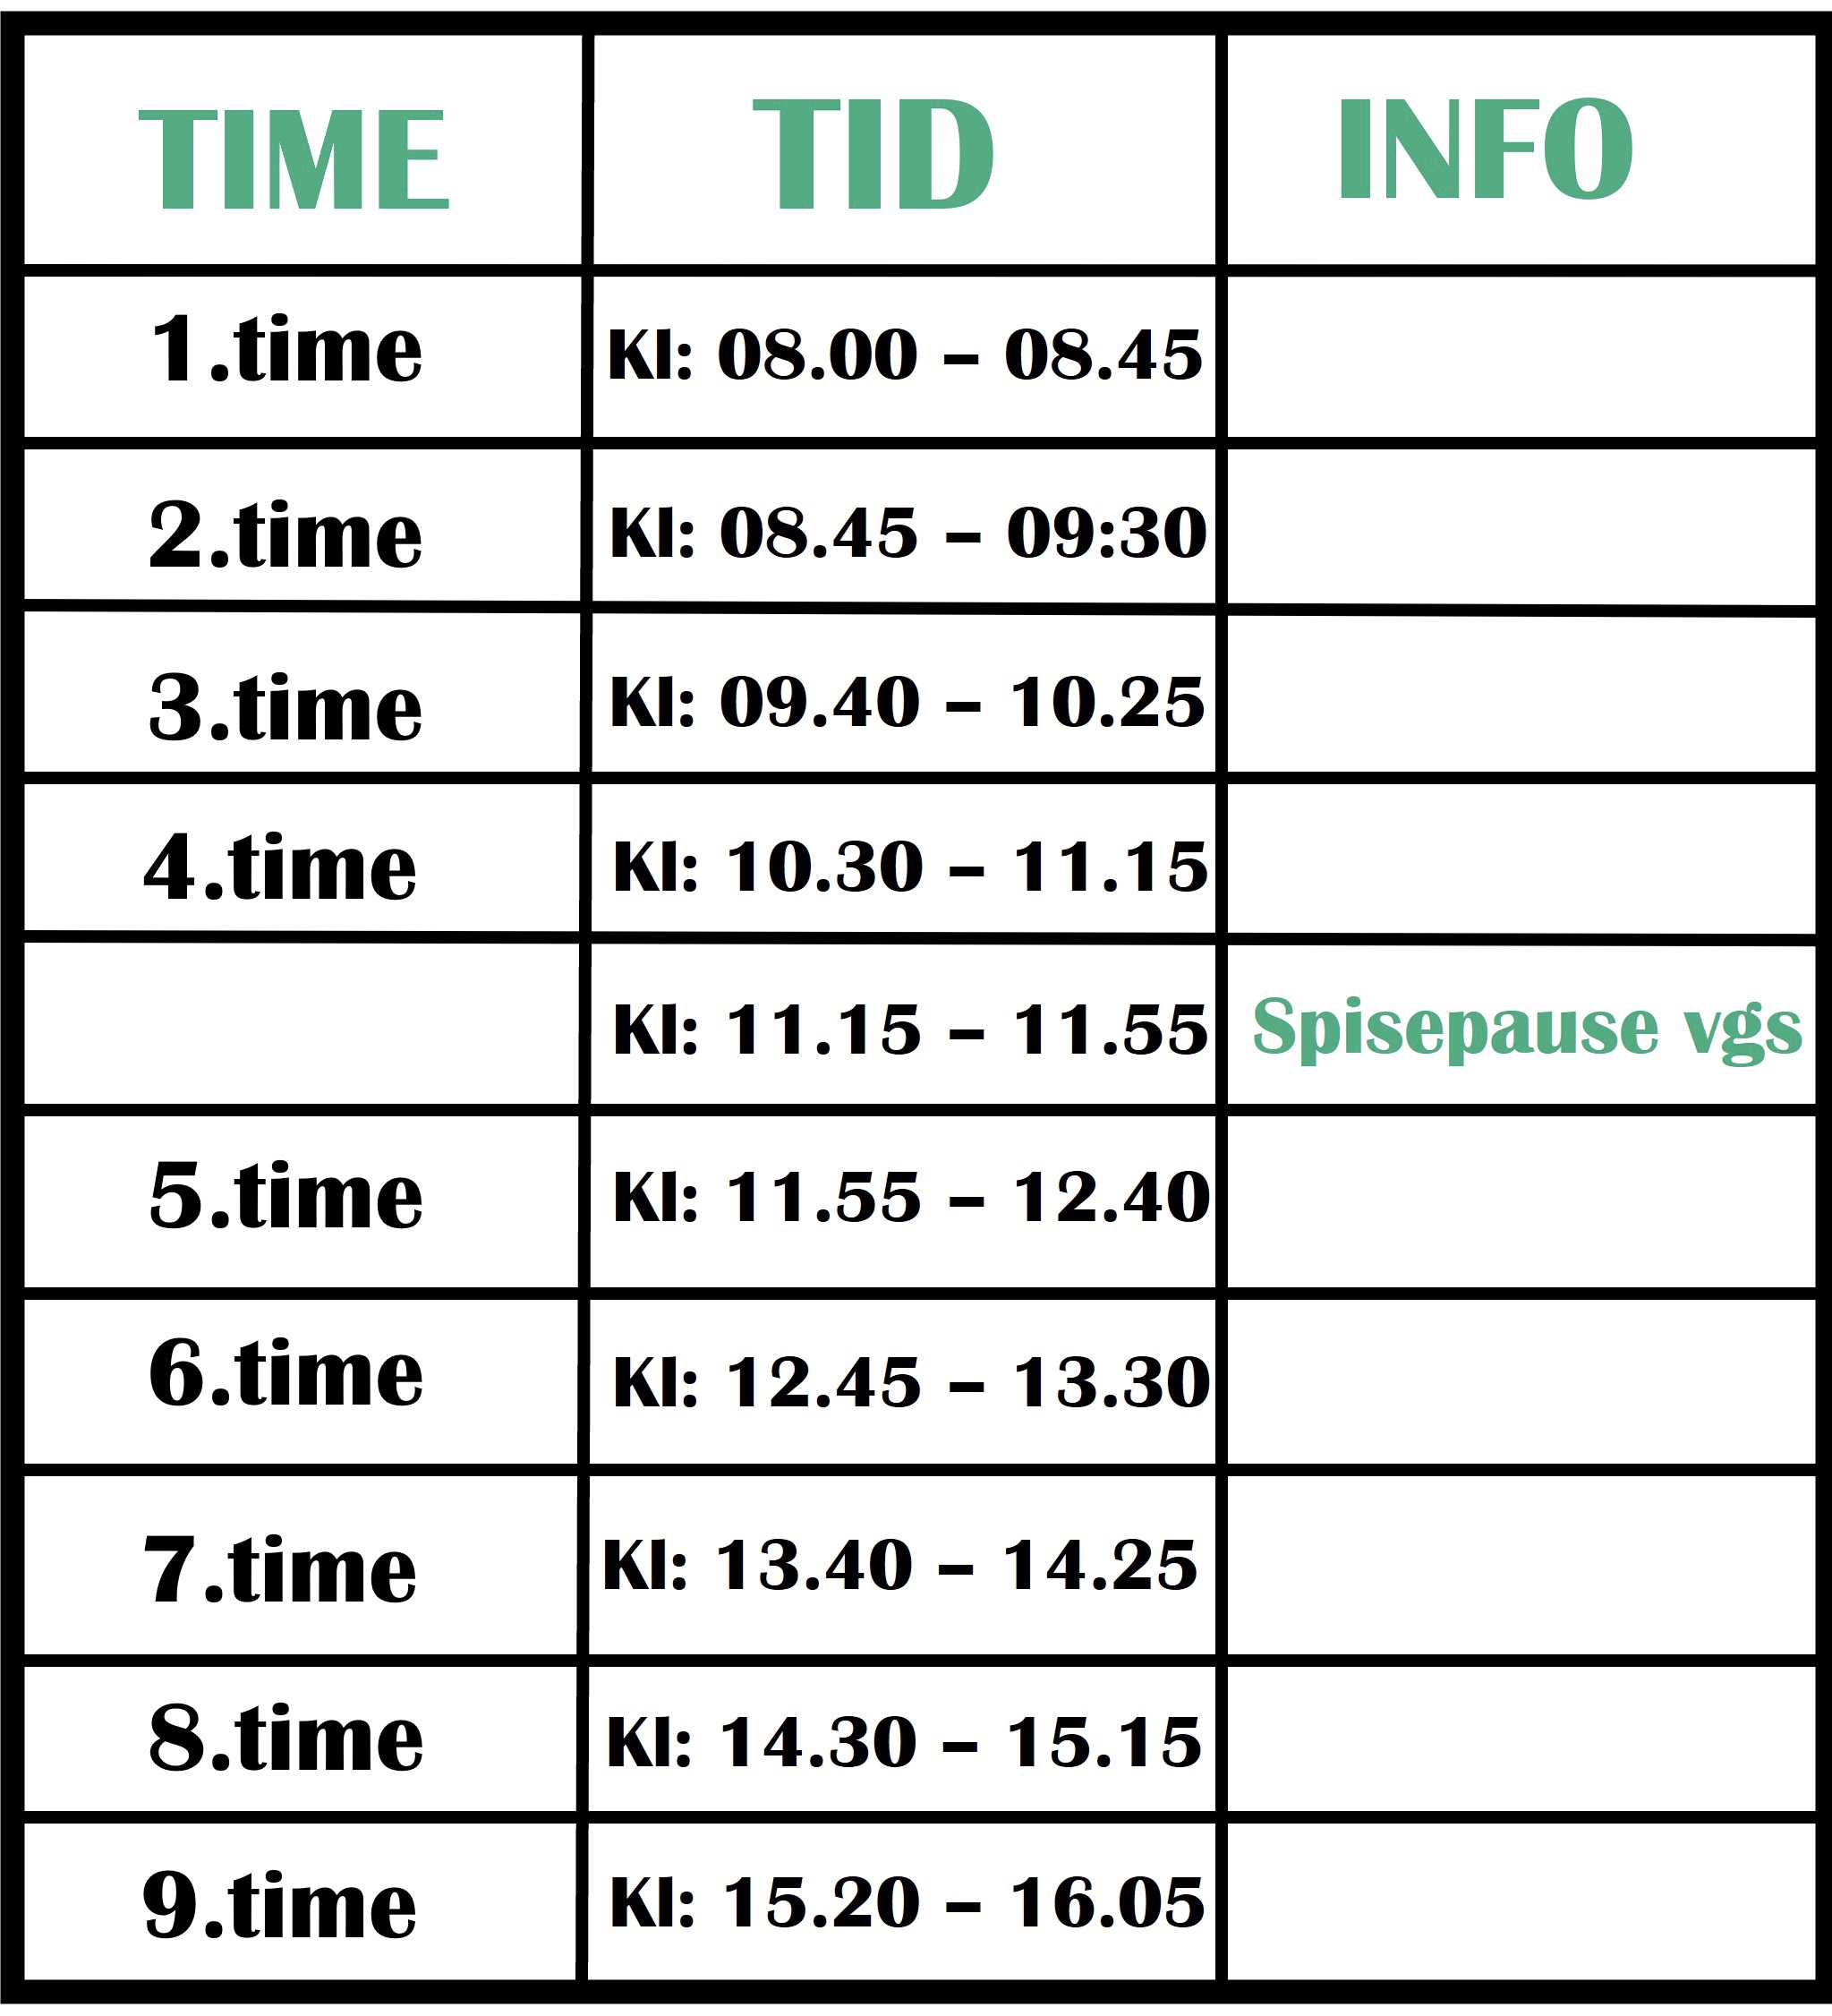 TIME TID INFO
1.time Kl: 08.00 – 08.45
2.time Kl: 08.45 – 09:30
3.time Kl: 09.40 – 10.25
4.time Kl: 10.30 – 11.15
Kl: 11.15 – 11.55 Spisepause vgs
5.time Kl: 11.55 – 12.40
6.time Kl: 12.45 – 13.30
7.time Kl: 13.40 – 14.25
8.time Kl: 14.30 – 15.15
9.time Kl: 15.20 – 16.05